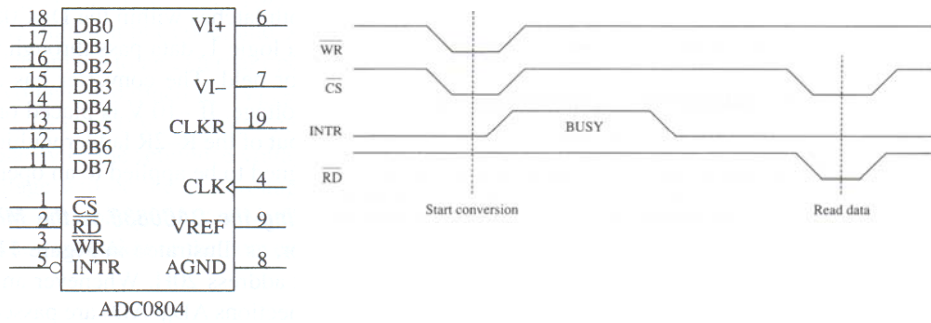 18 DB0 VI+ 6
17 DB1
16 DB2
15 DB3 VI– 7
14 DB4
13 DB5 CLKR 19
12 DB6
11 DB7
CLK 4
1 CS
2 RD VREF 9
3 WR
5 INTR AGND 8
ADC0804
WR
CS
INTR BUSY
RD
Start conversion Read data